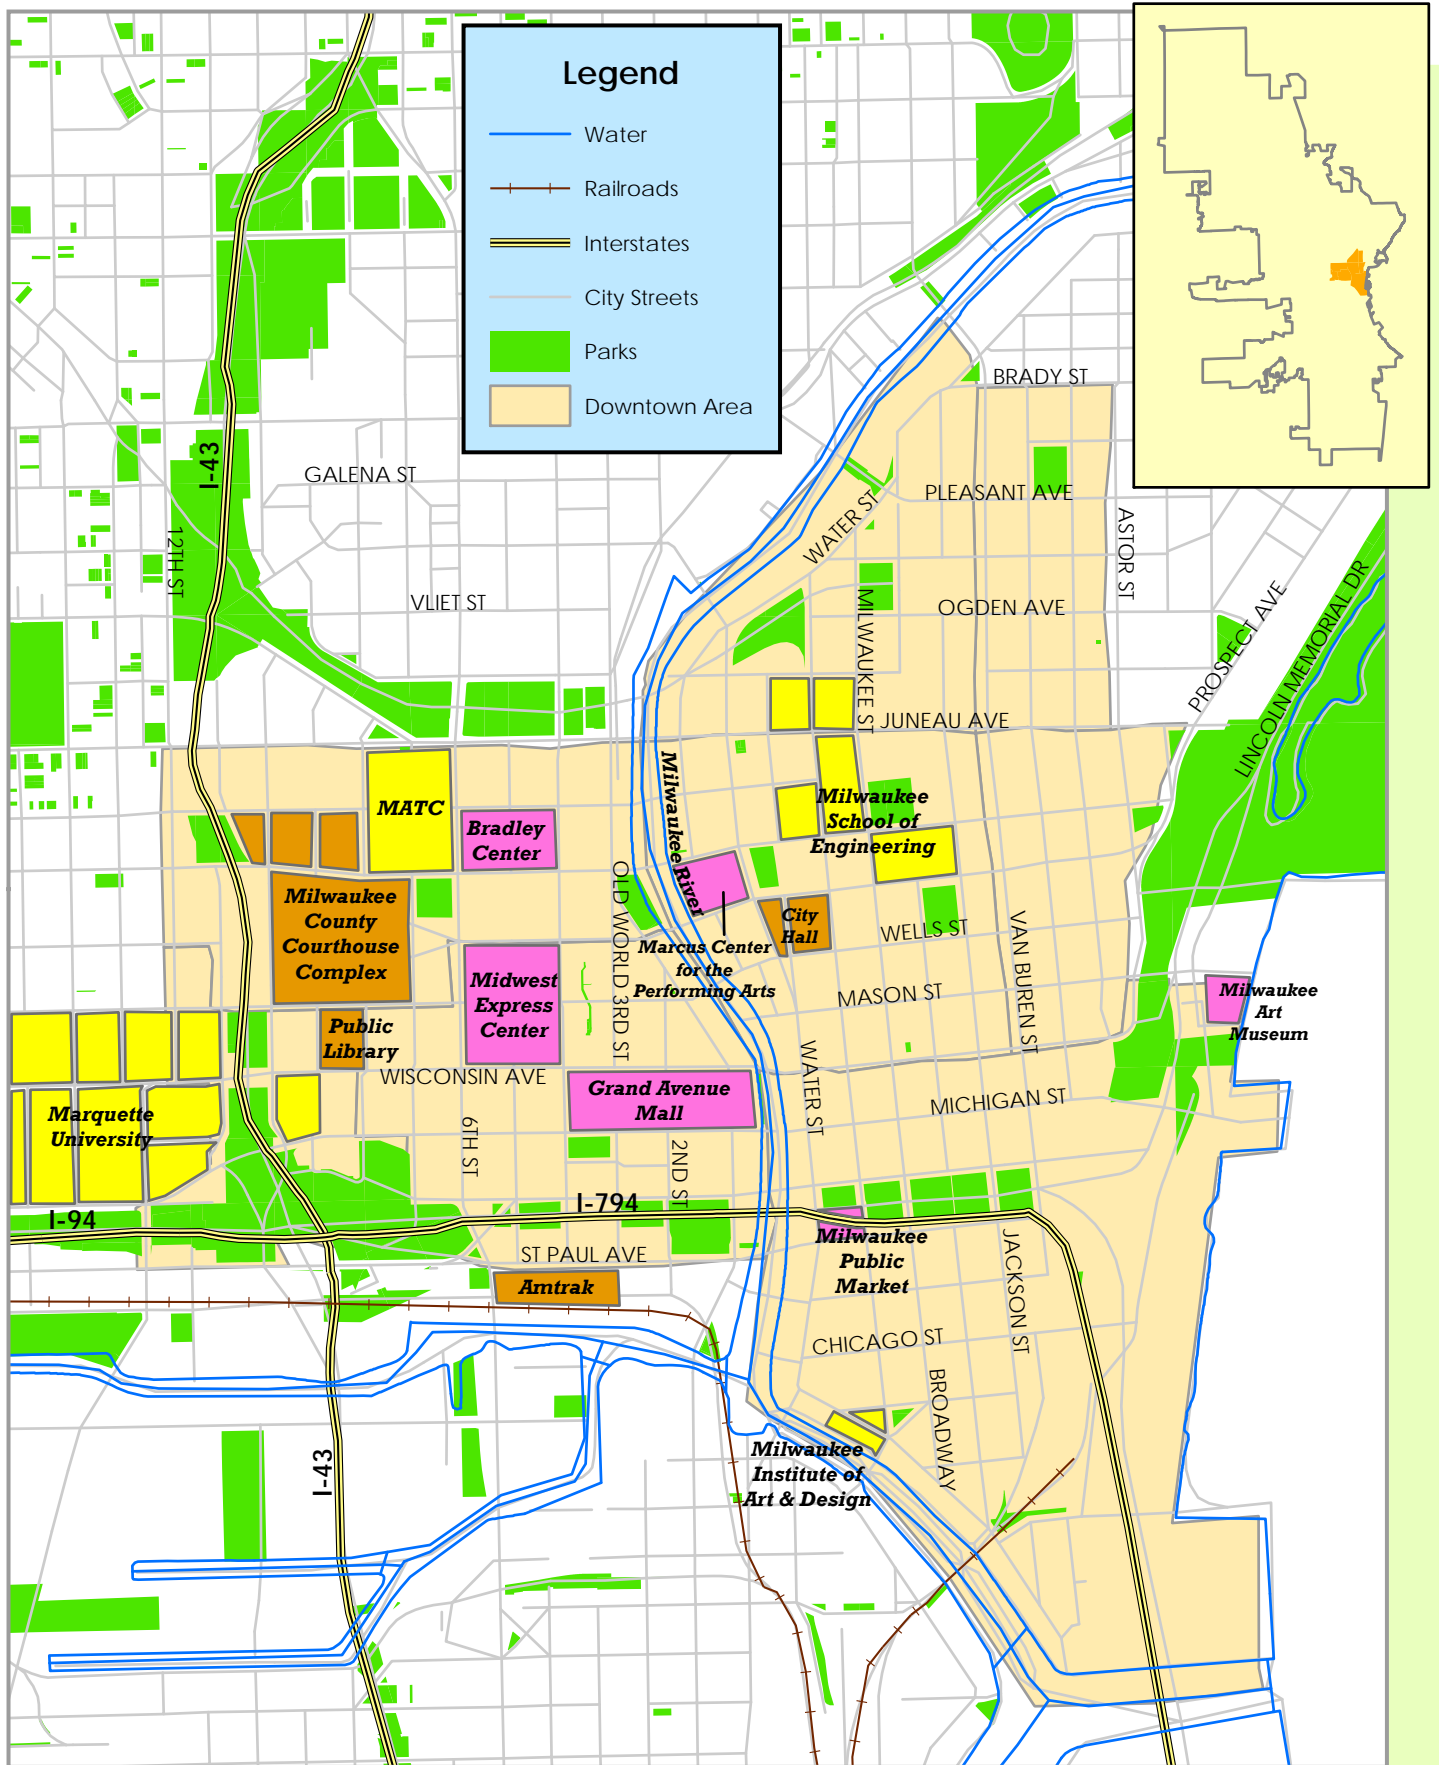 Legend
Water
Railroads
Interstates
City Streets
Parks
Downtown Area
BRADY ST
I-43
GALENA ST
PLEASANT AVE
WATER ST
ASTOR ST
12TH ST
VLIET ST
MILWAUKEE ST
OGDEN AVE
PROSPECT AVE
LINCOLN MEMORIAL DR
JUNEAU AVE
MATC
Bradley
Center
Milwaukee River
Milwaukee
School of
Engineering
Milwaukee
County
Courthouse
Complex
OLD WORLD 3RD ST
City
Hall
WELLS ST
VAN BUREN ST
Marcus Center
for the
Performing Arts
Midwest
Express
Center
MASON ST
Milwaukee
Art
Museum
Public
Library
WISCONSIN AVE
WATER ST
Grand Avenue
Mall
MICHIGAN ST
Marquette
University
6TH ST
2ND ST
I-94
I-794
ST PAUL AVE
Milwaukee
Public
Market
JACKSON ST
Amtrak
CHICAGO ST
BROADWAY
I-43
Milwaukee
Institute of
Art & Design